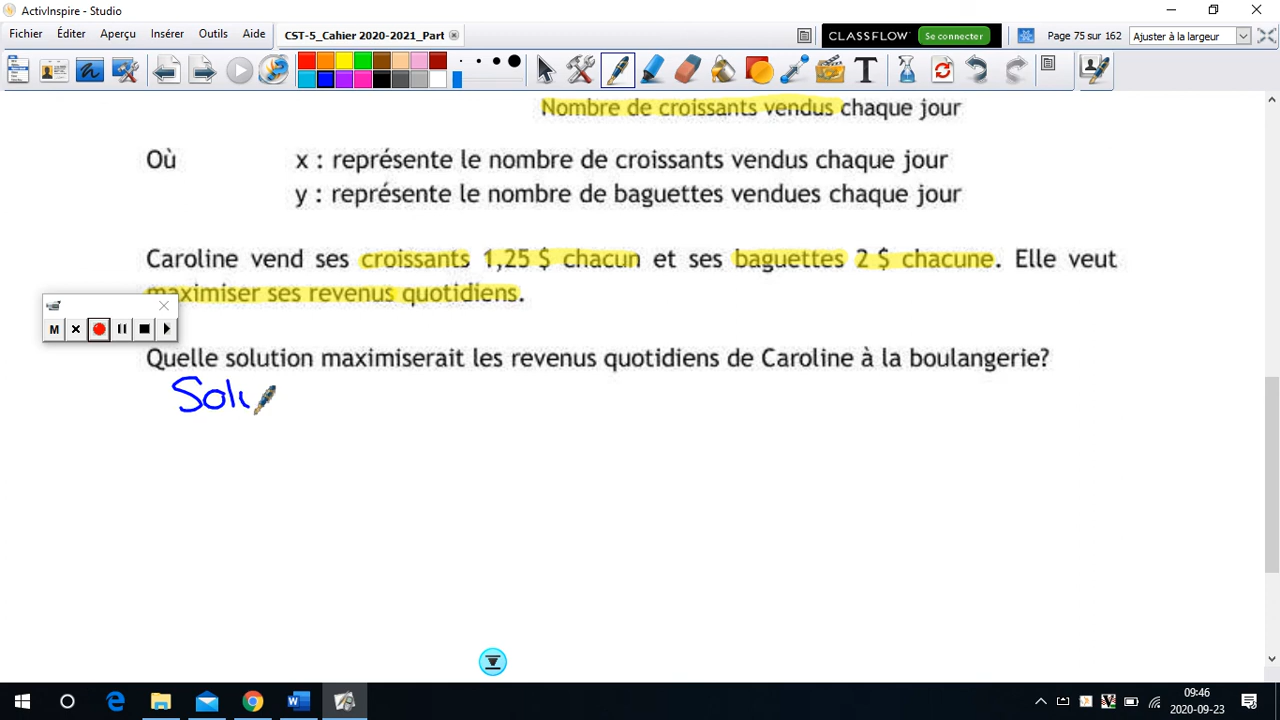 ActivInspire - Studio
Fichier Éditer Aperçu Insérer Outils Aide CST-5_Cahier 2020-2021_Part CLASSFLOW Se connecter Page 75 sur 162 Ajuster à la largeur
Nombre de croissants vendus chaque jour
Où x : représente le nombre de croissants vendus chaque jour
y : représente le nombre de baguettes vendues chaque jour
Caroline vend ses croissants 1,25 $ chacun et ses baguettes 2 $ chacune. Elle veut
maximiser ses revenus quotidiens.
M
Quelle solution maximiserait les revenus quotidiens de Caroline à la boulangerie?
Solu
09:46
2020-09-23